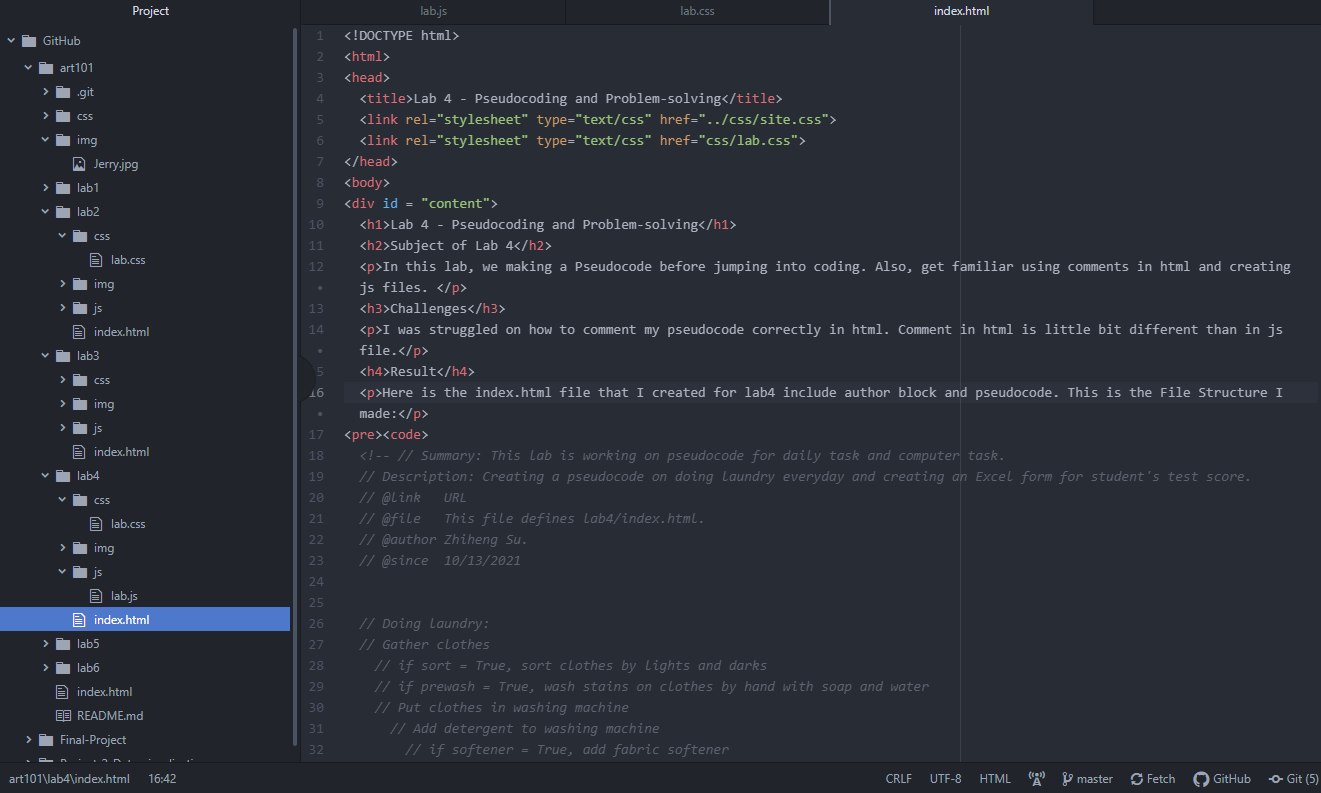 Project
GitHub
art101
.git
css
img
Jerry.jpg
lab1
lab2
css
lab.css
img
js
index.html
lab3
css
img
js
index.html
lab4
css
lab.css
img
js
lab.js
index.html
lab5
lab6
index.html
README.md
Final-Project
lab.js lab.css index.html
1 <!DOCTYPE html>
2 <html>
3 <head>
4 <title>Lab 4 - Pseudocoding and Problem-solving</title>
5 <link rel="stylesheet" type="text/css" href="../css/site.css">
6 <link rel="stylesheet" type="text/css" href="css/lab.css">
7 </head>
8 <body>
9 <div id = "content">
10 <h1>Lab 4 - Pseudocoding and Problem-solving</h1>
11 <h2>Subject of Lab 4</h2>
12 <p>In this lab, we making a Pseudocode before jumping into coding. Also, get familiar using comments in html and creating
• js files. </p>
13 <h3>Challenges</h3>
14 <p>I was struggled on how to comment my pseudocode correctly in html. Comment in html is little bit different than in js
• file.</p>
5 <h4>Result</h4>
16 <p>Here is the index.html file that I created for lab4 include author block and pseudocode. This is the File Structure I
• made:</p>
17 <pre><code>
18 <!-- // Summary: This lab is working on pseudocode for daily task and computer task.
19 // Description: Creating a pseudocode on doing laundry everyday and creating an Excel form for student's test score.
20 // @link URL
21 // @file This file defines lab4/index.html.
22 // @author Zhiheng Su.
23 // @since 10/13/2021
24
25
26 // Doing laundry:
27 // Gather clothes
28 // if sort = True, sort clothes by lights and darks
29 // if prewash = True, wash stains on clothes by hand with soap and water
30 // Put clothes in washing machine
31 // Add detergent to washing machine
32 // if softener = True, add fabric softener
art101\lab4\index.html 16:42 CRLF UTF-8 HTML master Fetch GitHub Git (5)